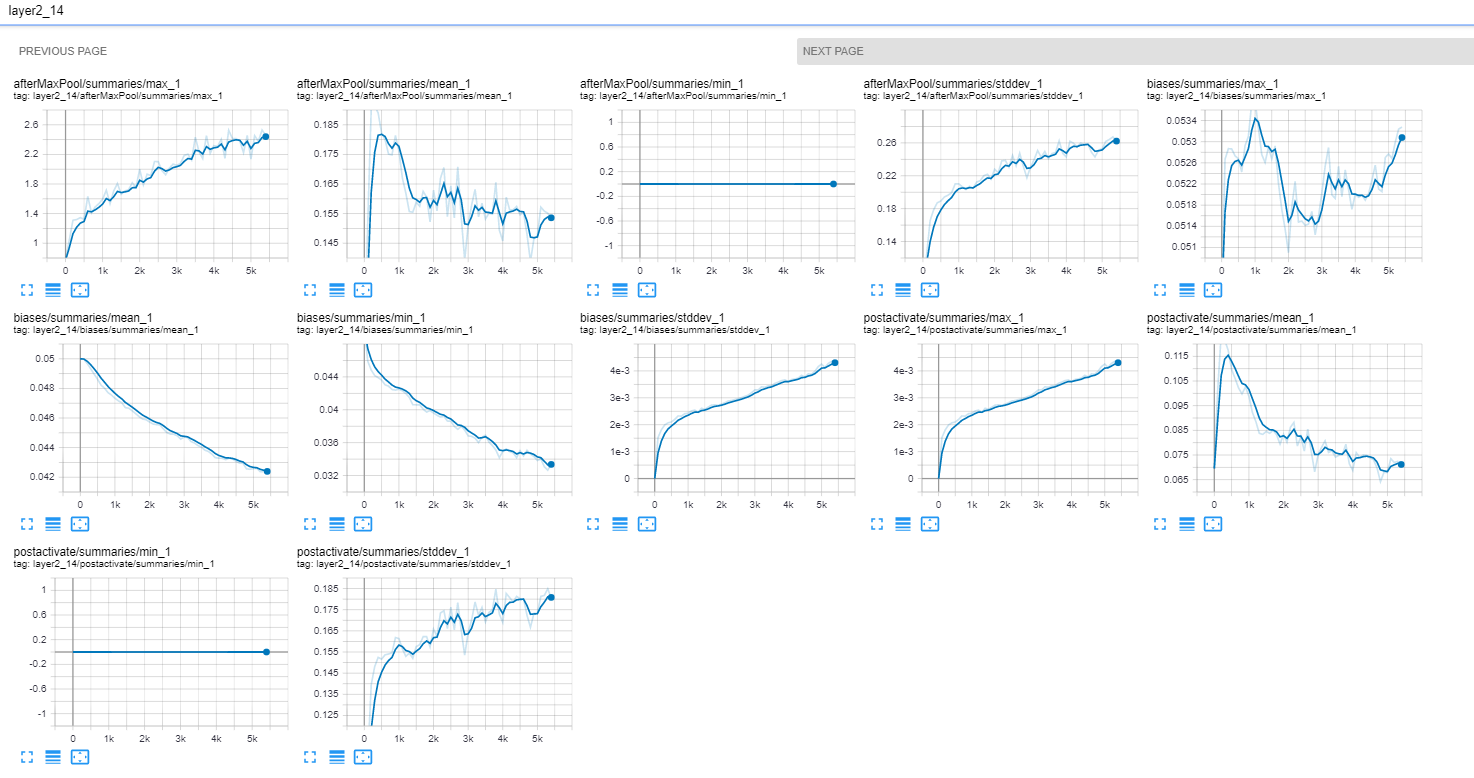 layer2_14
PREVIOUS PAGE
NEXT PAGE
afterMaxPool/summaries/max_1
tag: layer2_14/afterMaxPool/summaries/max_1
2.6
2.2
1.8
1.4
1
0 1k 2k 3k 4k 5k
afterMaxPool/summaries/mean_1
tag: layer2_14/afterMaxPool/summaries/mean_1
0.185
0.175
0.165
0.155
0.145
0 1k 2k 3k 4k 5k
afterMaxPool/summaries/min_1
tag: layer2_14/afterMaxPool/summaries/min_1
1
0.6
0.2
-0.2
-0.6
-1
0 1k 2k 3k 4k 5k
afterMaxPool/summaries/stddev_1
tag: layer2_14/afterMaxPool/summaries/stddev_1
0.26
0.22
0.18
0.14
0 1k 2k 3k 4k 5k
biases/summaries/max_1
tag: layer2_14/biases/summaries/max_1
0.0534
0.053
0.0526
0.0522
0.0518
0.0514
0.051
0 1k 2k 3k 4k 5k
biases/summaries/mean_1
tag: layer2_14/biases/summaries/mean_1
0.05
0.048
0.046
0.044
0.042
0 1k 2k 3k 4k 5k
biases/summaries/min_1
tag: layer2_14/biases/summaries/min_1
0.044
0.04
0.036
0.032
0 1k 2k 3k 4k 5k
biases/summaries/stddev_1
tag: layer2_14/biases/summaries/stddev_1
4e-3
3e-3
2e-3
1e-3
0
0 1k 2k 3k 4k 5k
postactivate/summaries/max_1
tag: layer2_14/postactivate/summaries/max_1
4e-3
3e-3
2e-3
1e-3
0
0 1k 2k 3k 4k 5k
postactivate/summaries/mean_1
tag: layer2_14/postactivate/summaries/mean_1
0.115
0.105
0.095
0.085
0.075
0.065
0 1k 2k 3k 4k 5k
postactivate/summaries/min_1
tag: layer2_14/postactivate/summaries/min_1
1
0.6
0.2
-0.2
-0.6
-1
0 1k 2k 3k 4k 5k
postactivate/summaries/stddev_1
tag: layer2_14/postactivate/summaries/stddev_1
0.185
0.175
0.165
0.155
0.145
0.135
0.125
0 1k 2k 3k 4k 5k